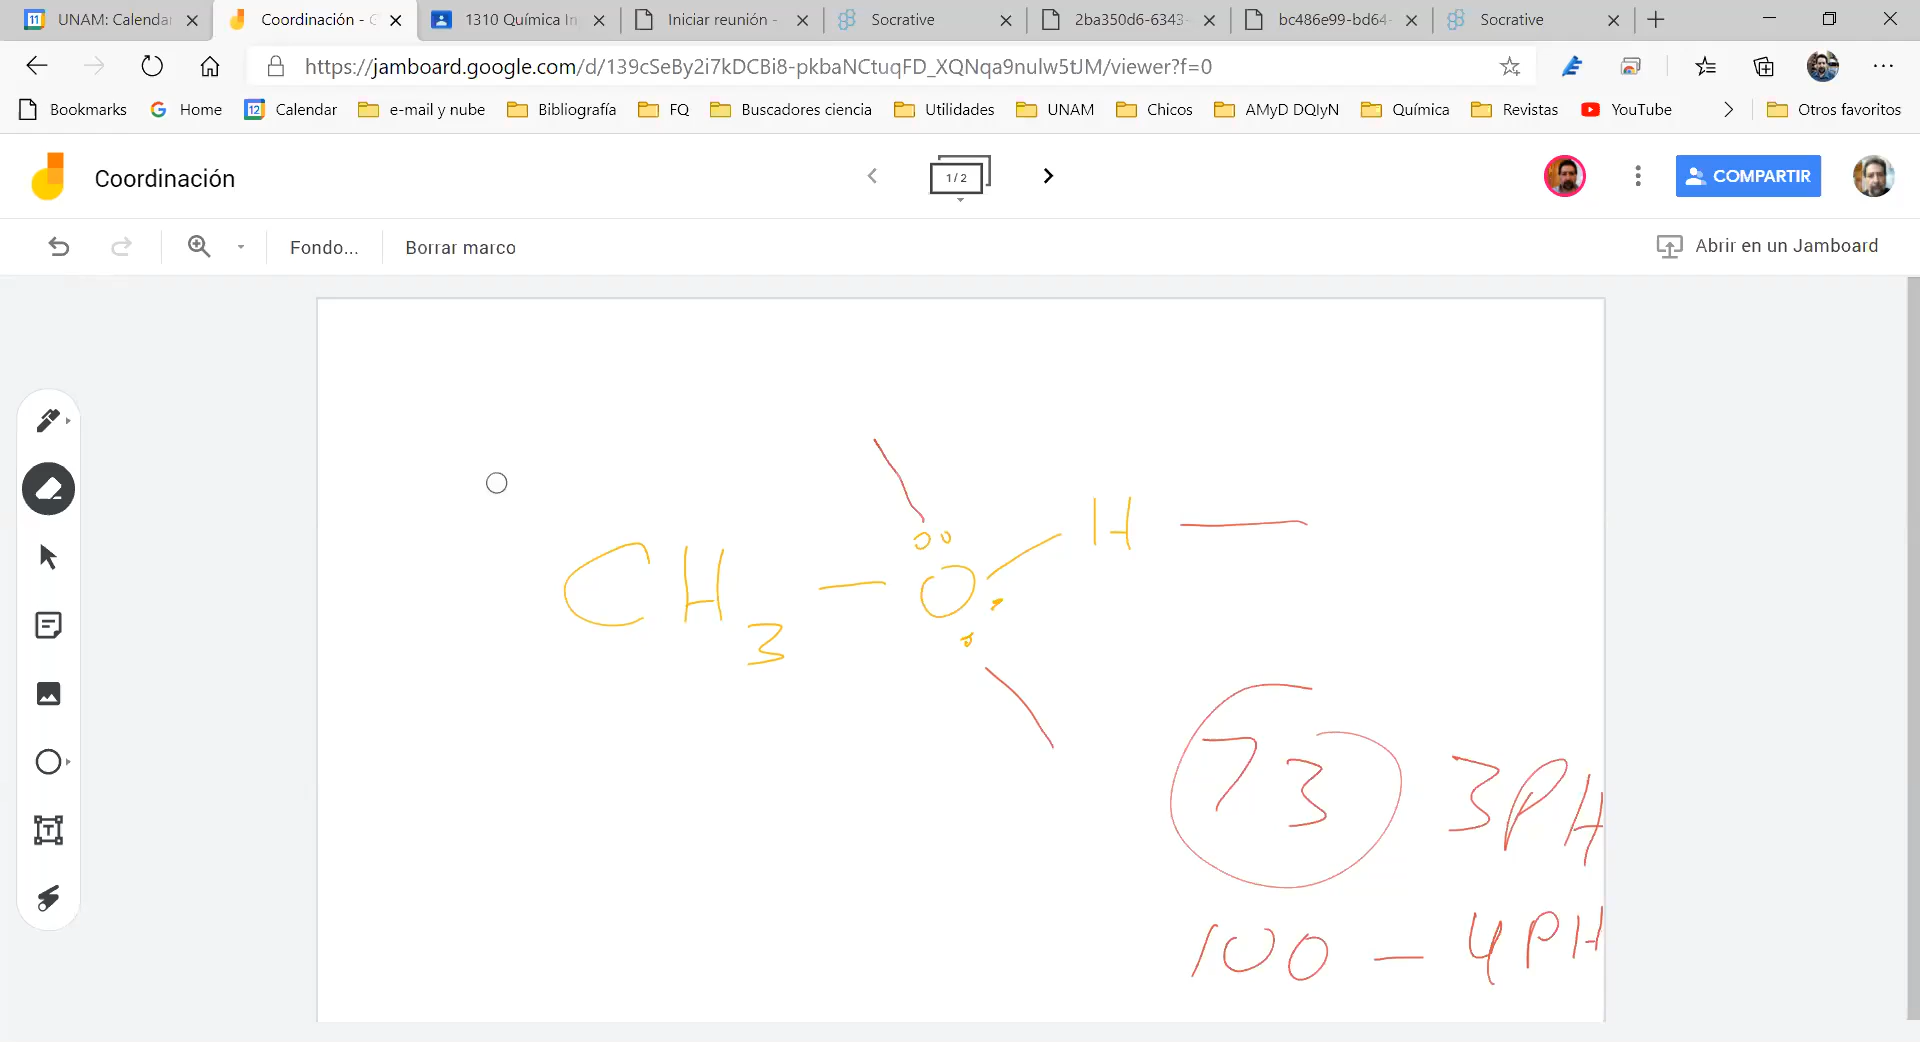 UNAM: Calendar
Coordinación - G
1310 Química In
Iniciar reunión -
Socrative
2ba350d6-6343-
bc486e99-bd64-
Socrative
https://jamboard.google.com/d/139cSeBy2i7kDCBi8-pkbaNCtuqFD_XQNqa9nulw5tJM/viewer?f=0
Bookmarks
Home
Calendar
e-mail y nube
Bibliografía
FQ
Buscadores ciencia
Utilidades
UNAM
Chicos
AMyD DQIyN
Química
Revistas
YouTube
Otros favoritos
Coordinación
1/2
COMPARTIR
Fondo...
Borrar marco
Abrir en un Jamboard
CH3 - O - H
73 3PH
100 - 4PH